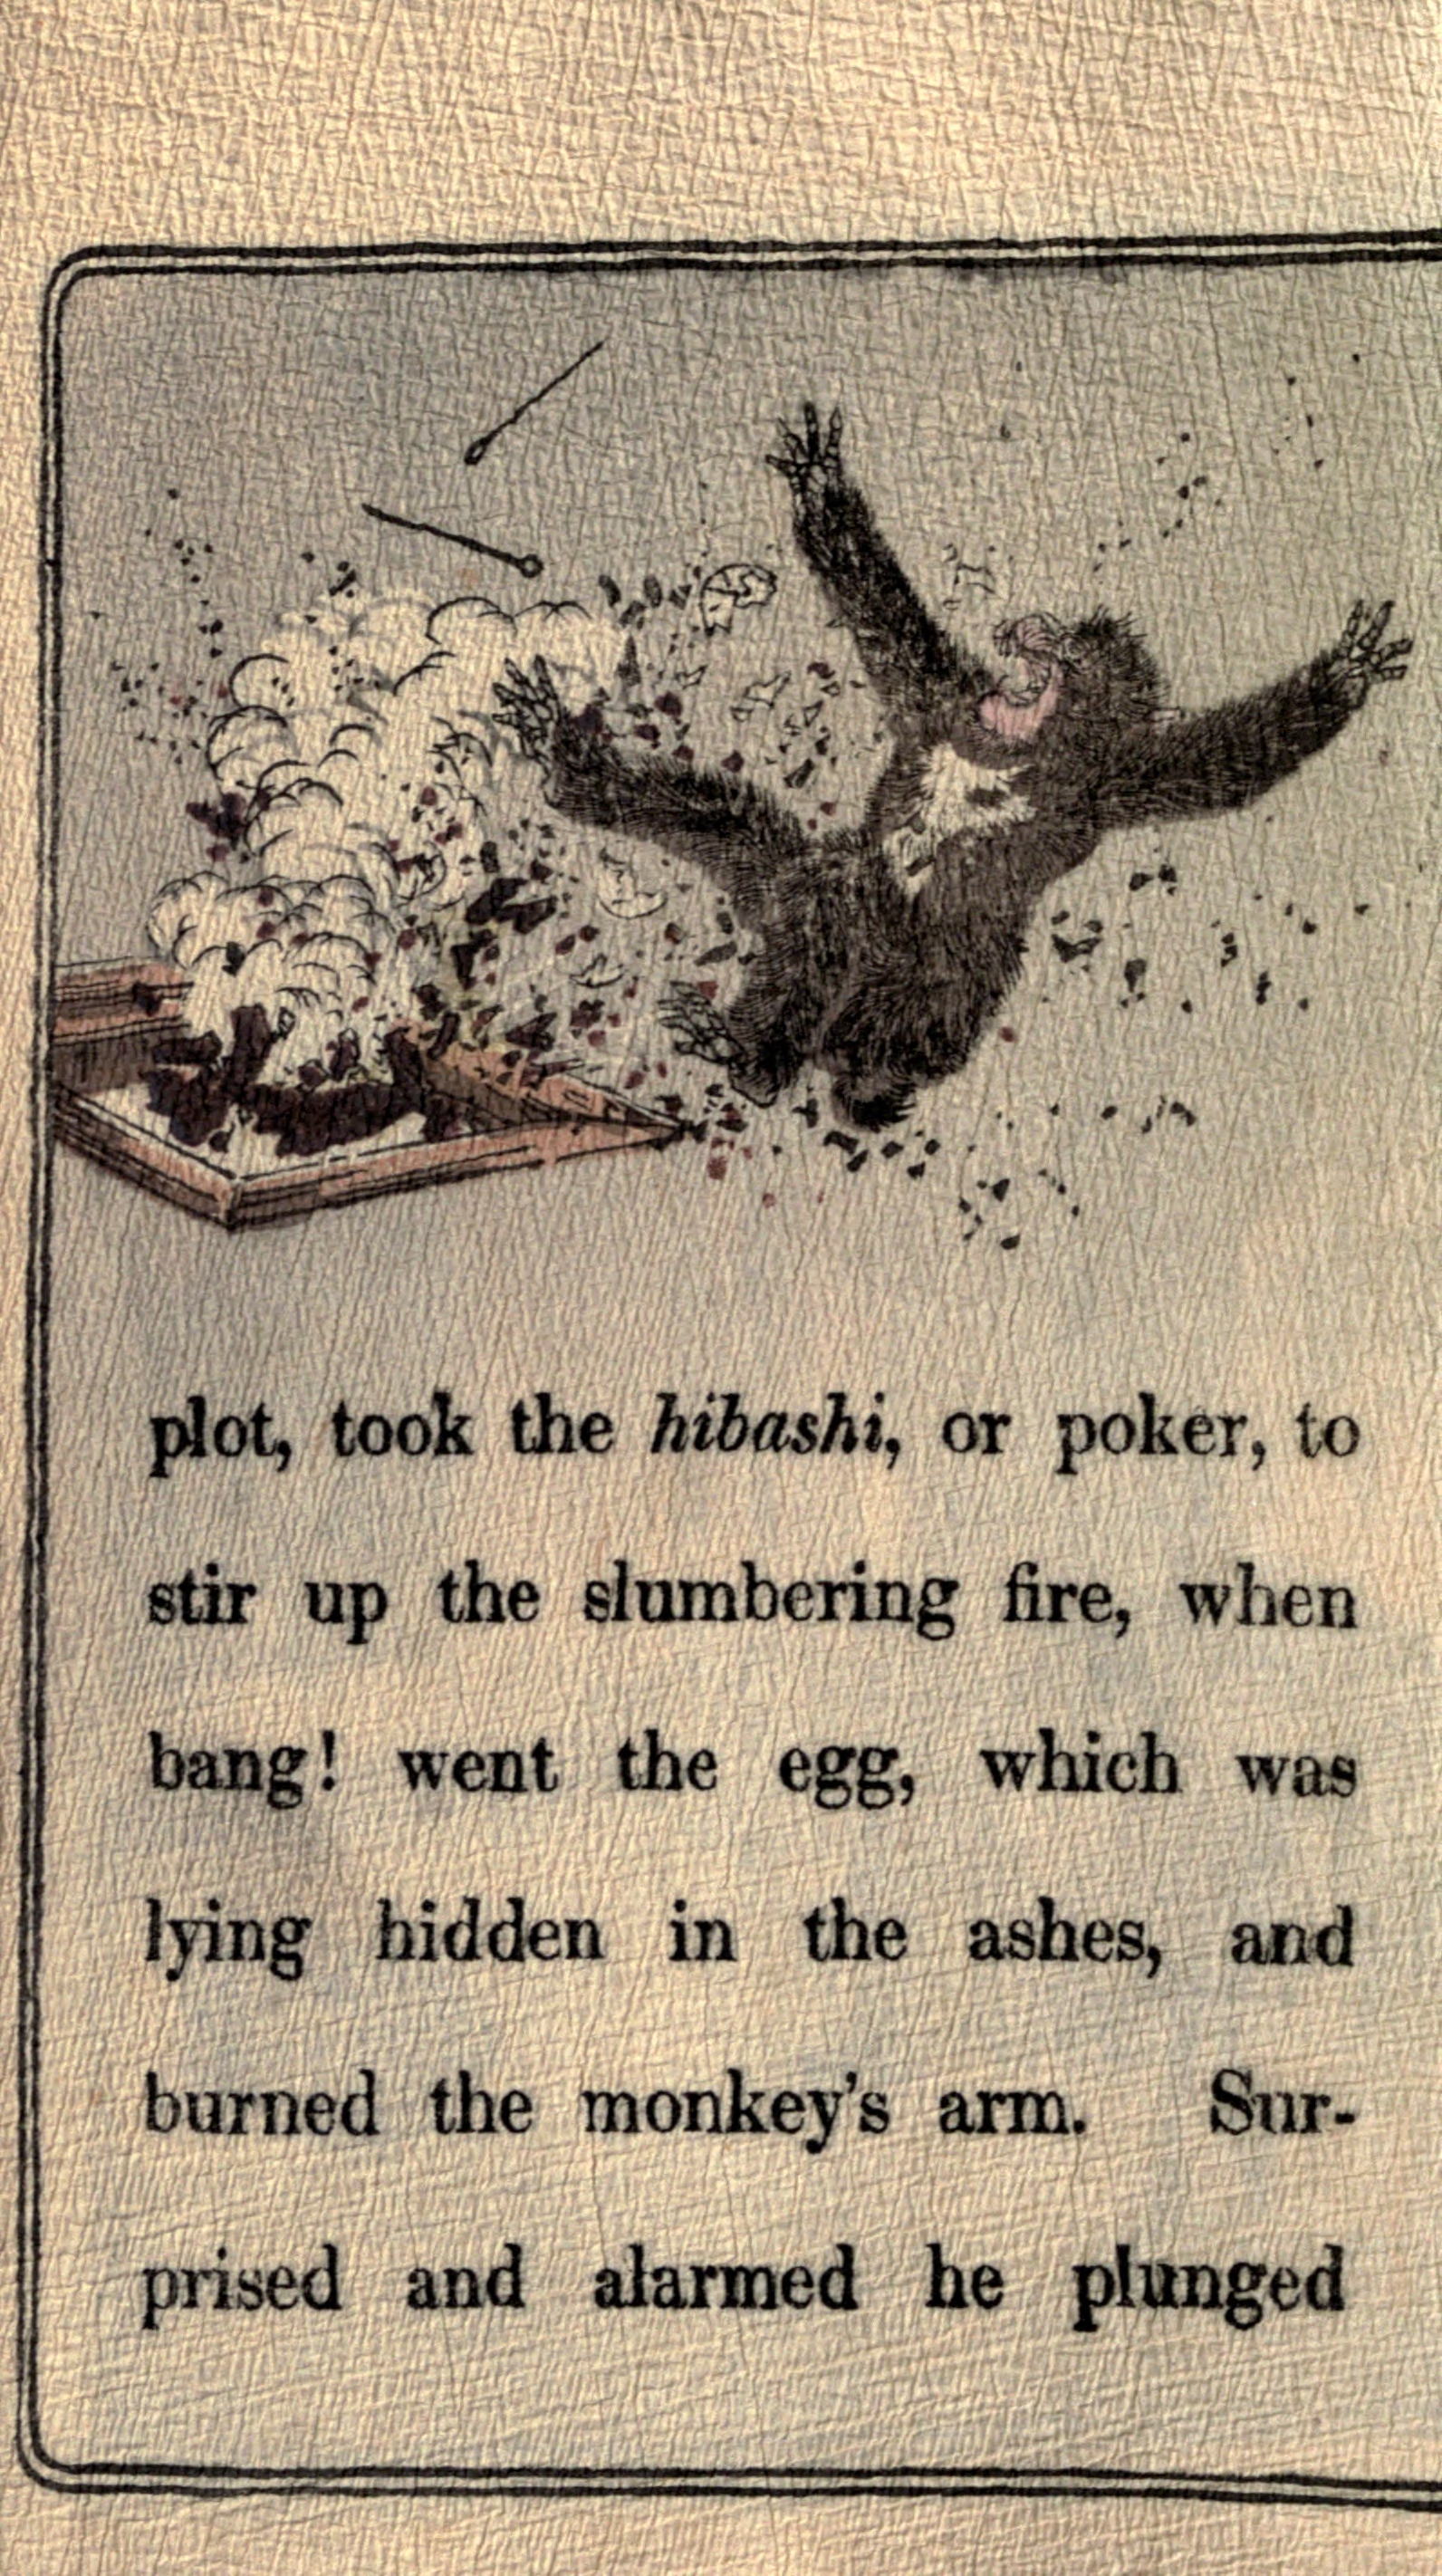 plot, took the hibashi, or poker, to
stir up the slumbering fire, when
bang! went the egg, which was
lying hidden in the ashes, and
burned the monkey's arm. Sur-
prised and alarmed he plunged